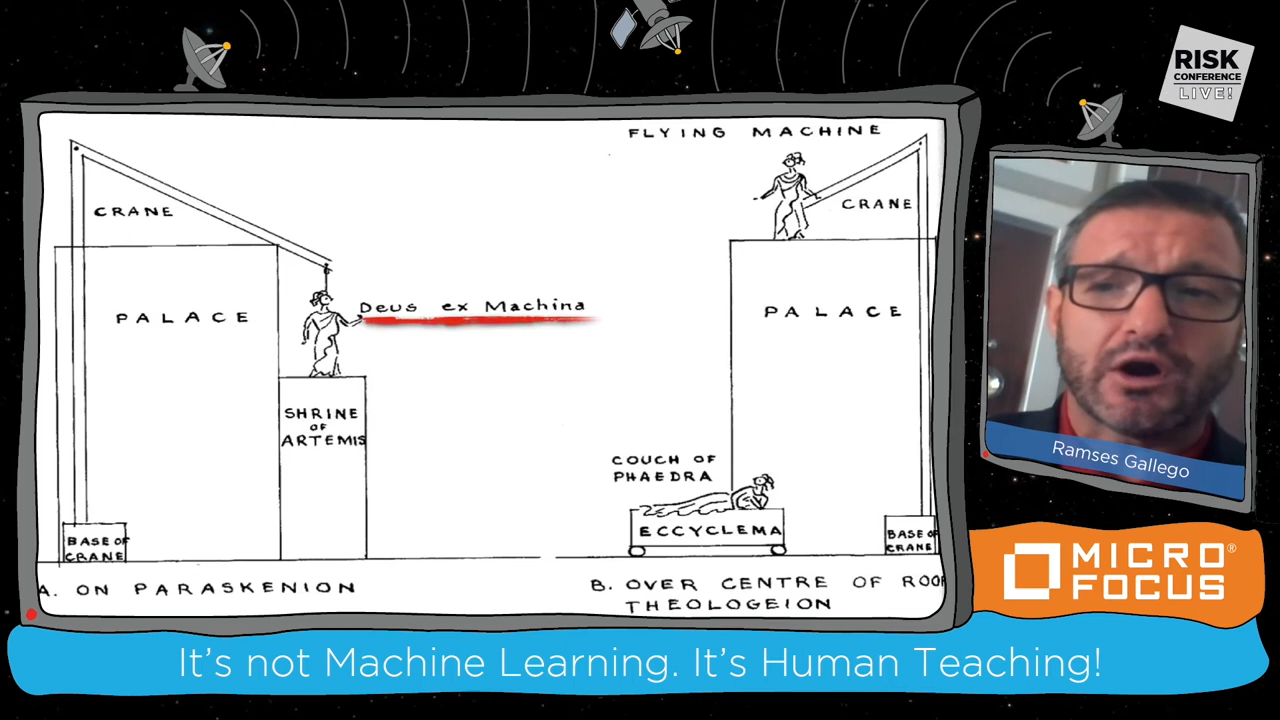 RISK
CONFERENCE
LIVE!
FLYING MACHINE
CRANE
CRANE
Deus ex Machina
PALACE
PALACE
SHRINE
OF
ARTEMIS
COUCH OF
PHAEDRA
ECCYCLEMA
BASE OF
CRANE
BASE OF
CRANE
A. ON PARASKENION
B. OVER CENTRE OF ROOF
THEOLOGEION
Ramses Gallego
MICRO
FOCUS®
It's not Machine Learning. It's Human Teaching!